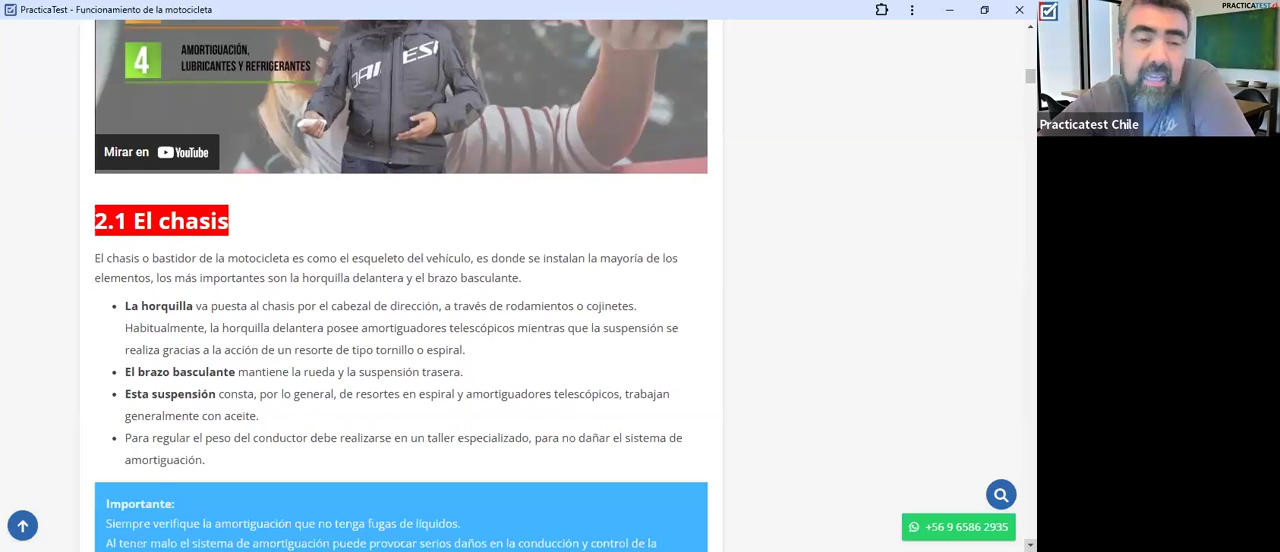 PracticaTest - Funcionamiento de la motocicleta
PRACTICATEST
4
AMORTIGUACIÓN,
LUBRICANTES Y REFRIGERANTES
Mirar en YouTube
Practicatest Chile
2.1 El chasis
El chasis o bastidor de la motocicleta es como el esqueleto del vehículo, es donde se instalan la mayoría de los
elementos, los más importantes son la horquilla delantera y el brazo basculante.
• La horquilla va puesta al chasis por el cabezal de dirección, a través de rodamientos o cojinetes.
Habitualmente, la horquilla delantera posee amortiguadores telescópicos mientras que la suspensión se
realiza gracias a la acción de un resorte de tipo tornillo o espiral.
• El brazo basculante mantiene la rueda y la suspensión trasera.
• Esta suspensión consta, por lo general, de resortes en espiral y amortiguadores telescópicos, trabajan
generalmente con aceite.
• Para regular el peso del conductor debe realizarse en un taller especializado, para no dañar el sistema de
amortiguación.
Importante:
Siempre verifique la amortiguación que no tenga fugas de líquidos.
Al tener malo el sistema de amortiguación puede provocar serios daños en la conducción y control de la
+56 9 6586 2935